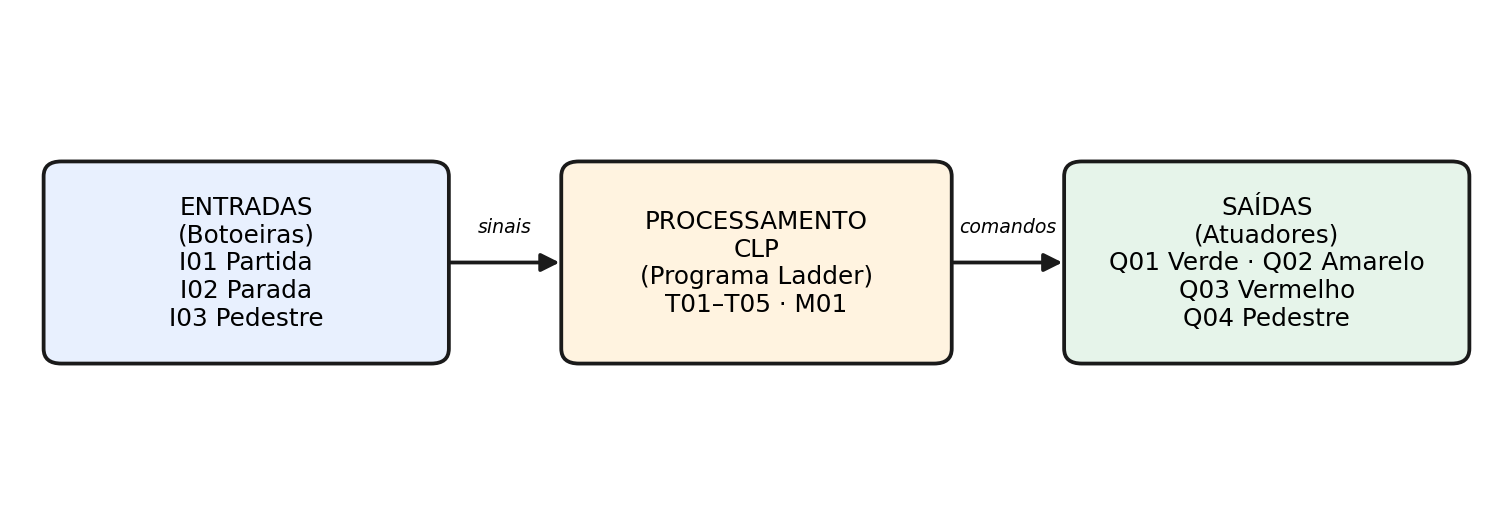 ENTRADAS
(Botoeiras)
I01 Partida
I02 Parada
I03 Pedestre
sinais
PROCESSAMENTO
CLP
(Programa Ladder)
T01–T05 · M01
comandos
SAÍDAS
(Atuadores)
Q01 Verde · Q02 Amarelo
Q03 Vermelho
Q04 Pedestre